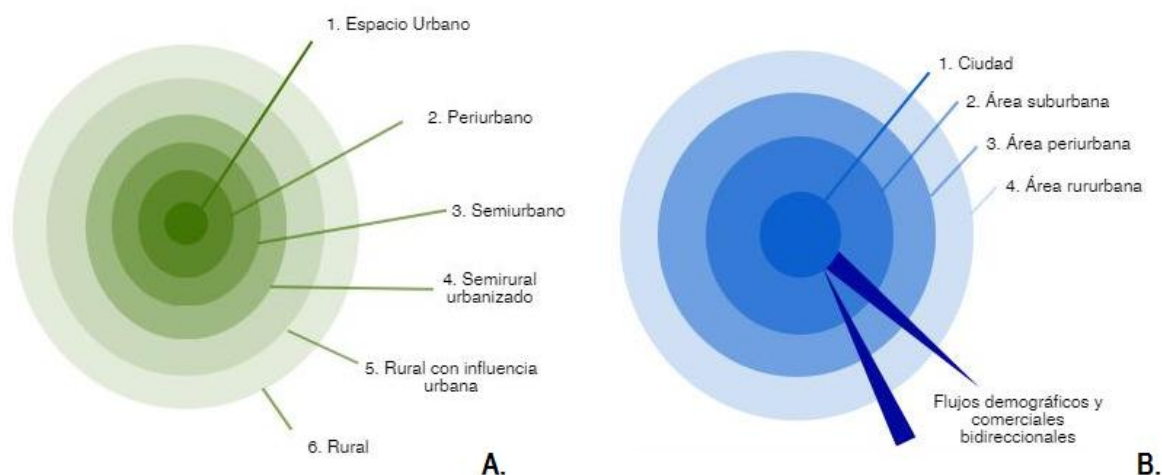 1. Espacio Urbano
2. Periurbano
3. Semiurbano
4. Semirural
urbanizado
5. Rural con influencia
urbana
6. Rural
A.
1. Ciudad
2. Área suburbana
3. Área periurbana
4. Área rururbana
Flujos demográficos y
comerciales
bidireccionales
B.